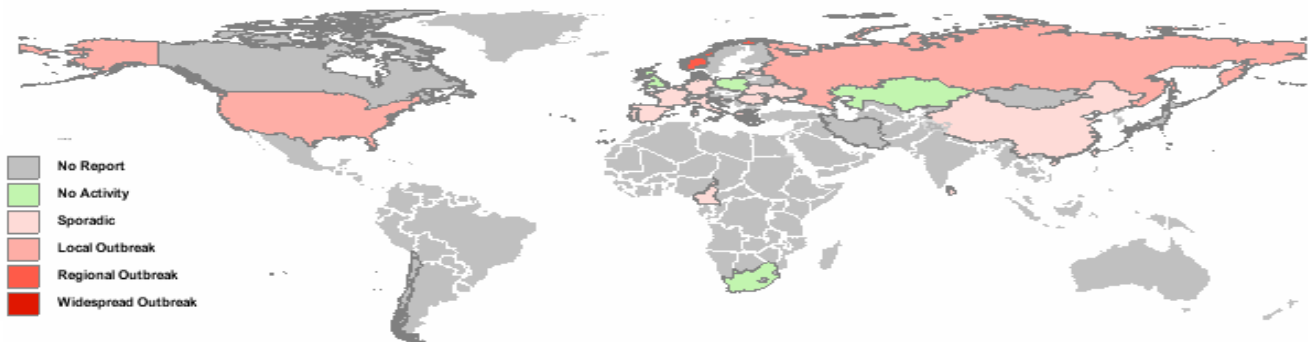 No Report
No Activity
Sporadic
Local Outbreak
Regional Outbreak
Widespread Outbreak